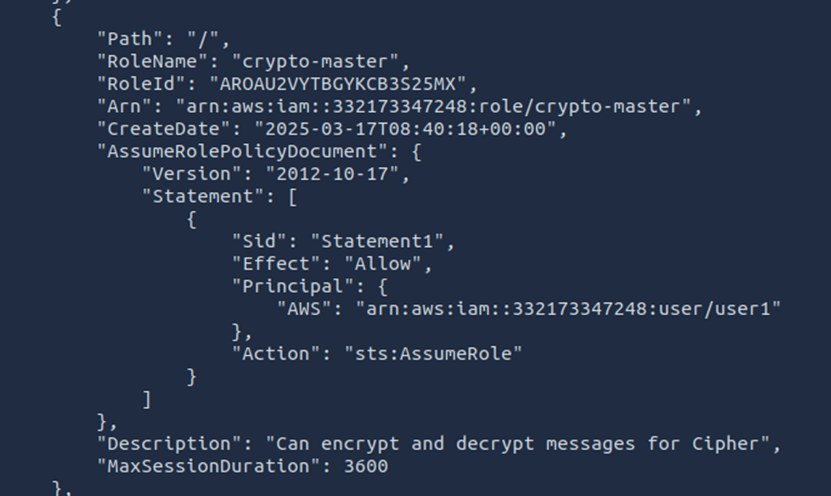 {
"Path": "/",
"RoleName": "crypto-master",
"RoleId": "AROAU2VYTBGYKCB3S25MX",
"Arn": "arn:aws:iam::332173347248:role/crypto-master",
"CreateDate": "2025-03-17T08:40:18+00:00",
"AssumeRolePolicyDocument": {
"Version": "2012-10-17",
"Statement": [
{
"Sid": "Statement1",
"Effect": "Allow",
"Principal": {
"AWS": "arn:aws:iam::332173347248:user/user1"
},
"Action": "sts:AssumeRole"
}
]
},
"Description": "Can encrypt and decrypt messages for Cipher",
"MaxSessionDuration": 3600
},